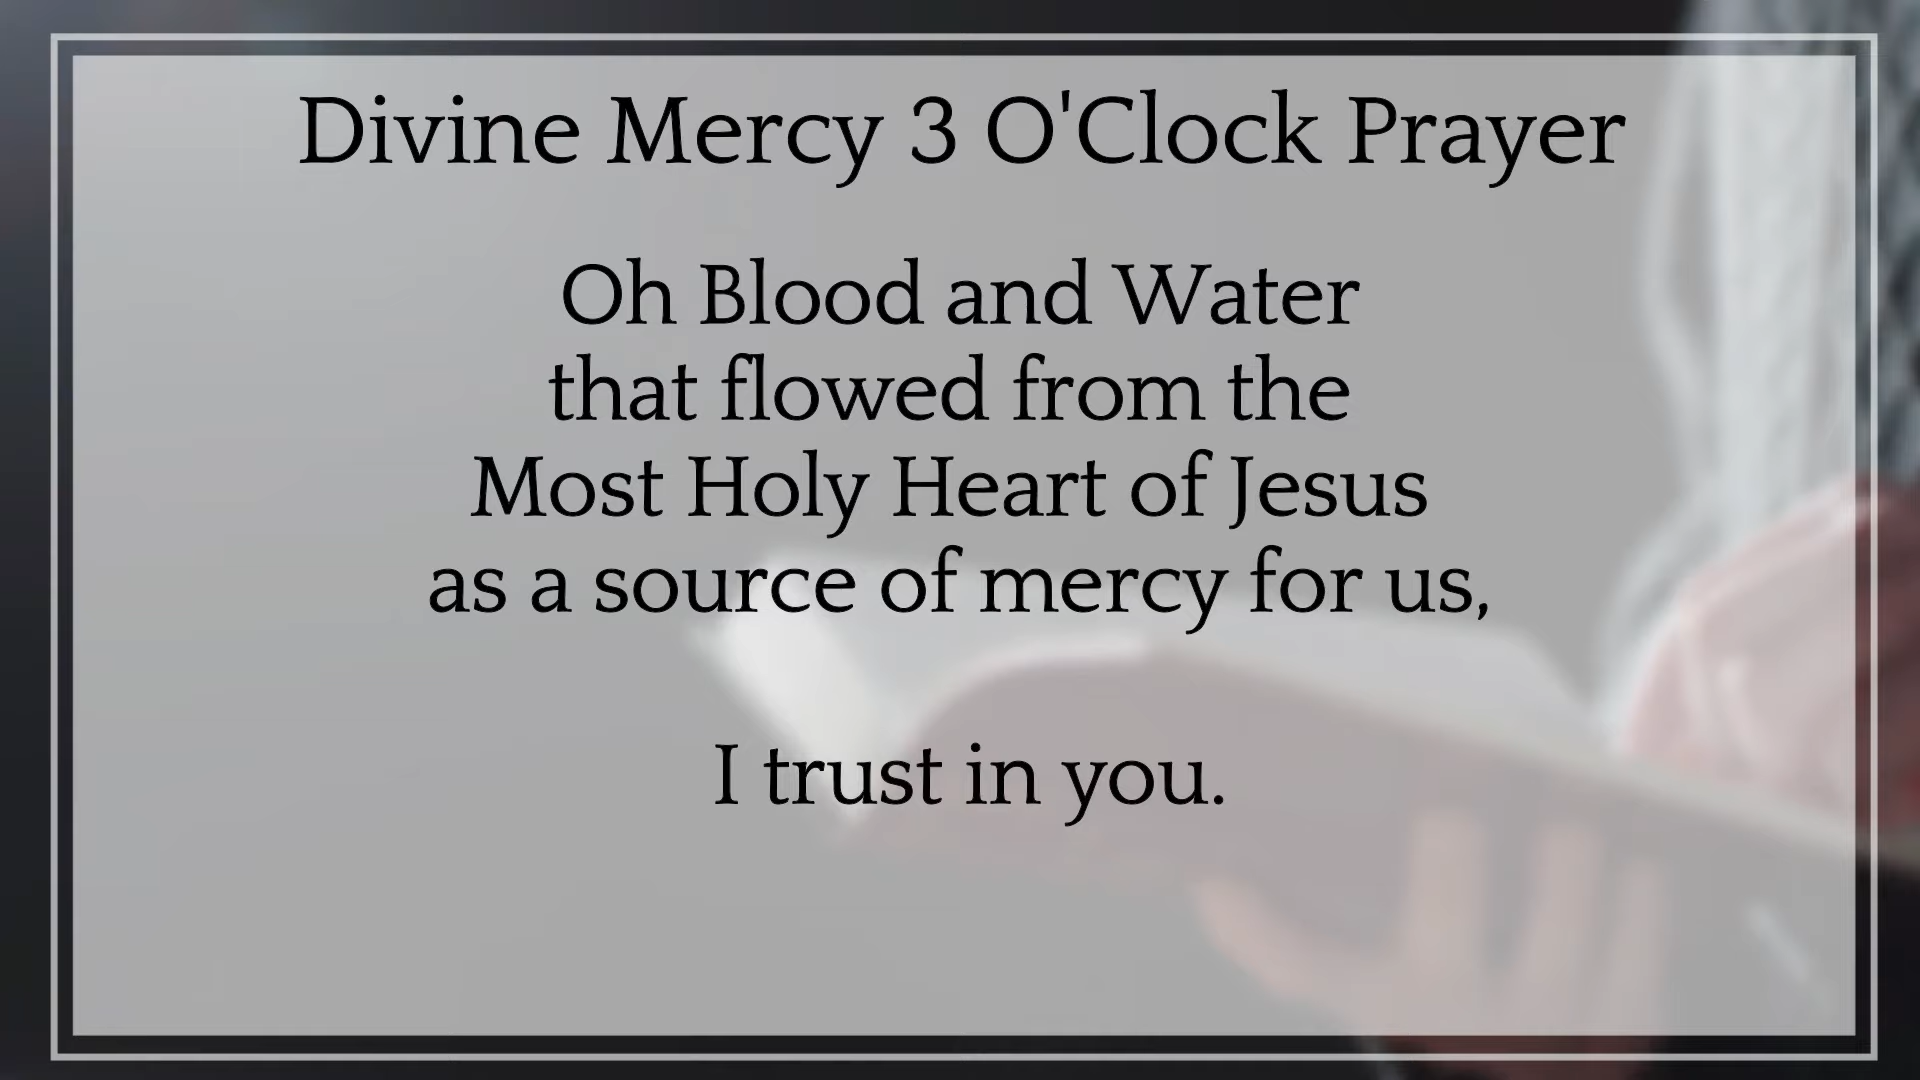 Divine Mercy 3 O'Clock Prayer
Oh Blood and Water
that flowed from the
Most Holy Heart of Jesus
as a source of mercy for us,
I trust in you.